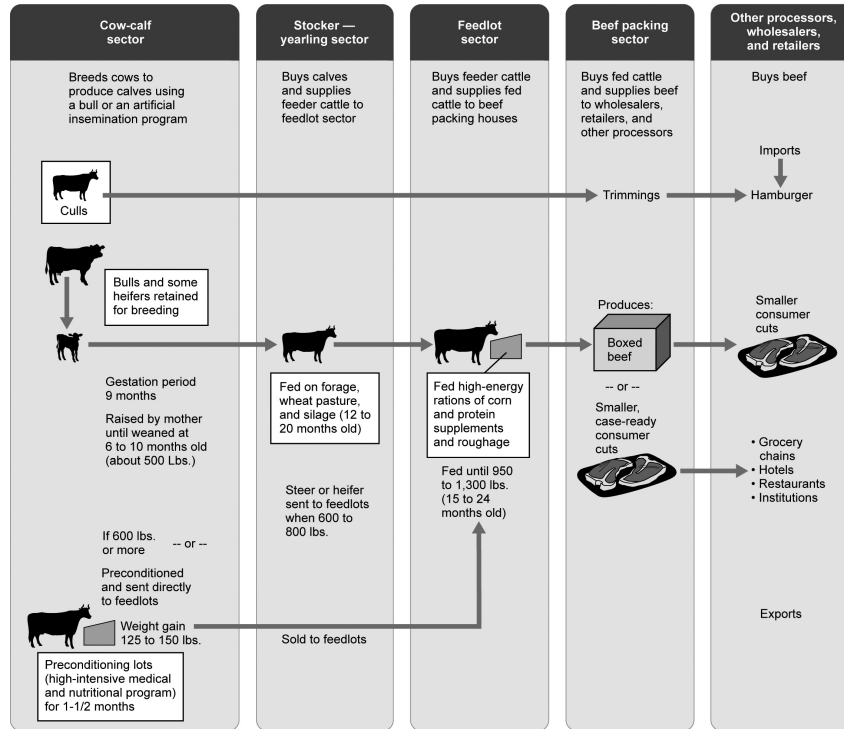 Cow-calf
sector
Breeds cows to
produce calves using
a bull or an artificial
insemination program
Culls
Bulls and some
heifers retained
for breeding
Gestation period
9 months
Raised by mother
until weaned at
6 to 10 months old
(about 500 Lbs.)
If 600 lbs.
or more
-- or --
Preconditioned
and sent directly
to feedlots
Weight gain
125 to 150 lbs.
Preconditioning lots
(high-intensive medical
and nutritional program)
for 1-1/2 months
Stocker —
yearling sector
Buys calves
and supplies
feeder cattle to
feedlot sector
Fed on forage,
wheat pasture,
and silage (12 to
20 months old)
Steer or heifer
sent to feedlots
when 600 to
800 lbs.
Sold to feedlots
Feedlot
sector
Buys feeder cattle
and supplies fed
cattle to beef
packing houses
Fed high-energy
rations of corn
and protein
supplements
and roughage
Fed until 950
to 1,300 lbs.
(15 to 24
months old)
Beef packing
sector
Buys fed cattle
and supplies beef
to wholesalers,
retailers, and
other processors
Trimmings
Produces:
Boxed
beef
-- or --
Smaller,
case-ready
consumer
cuts
Other processors,
wholesalers,
and retailers
Buys beef
Imports
Hamburger
Smaller
consumer
cuts
• Grocery
chains
• Hotels
• Restaurants
• Institutions
Exports